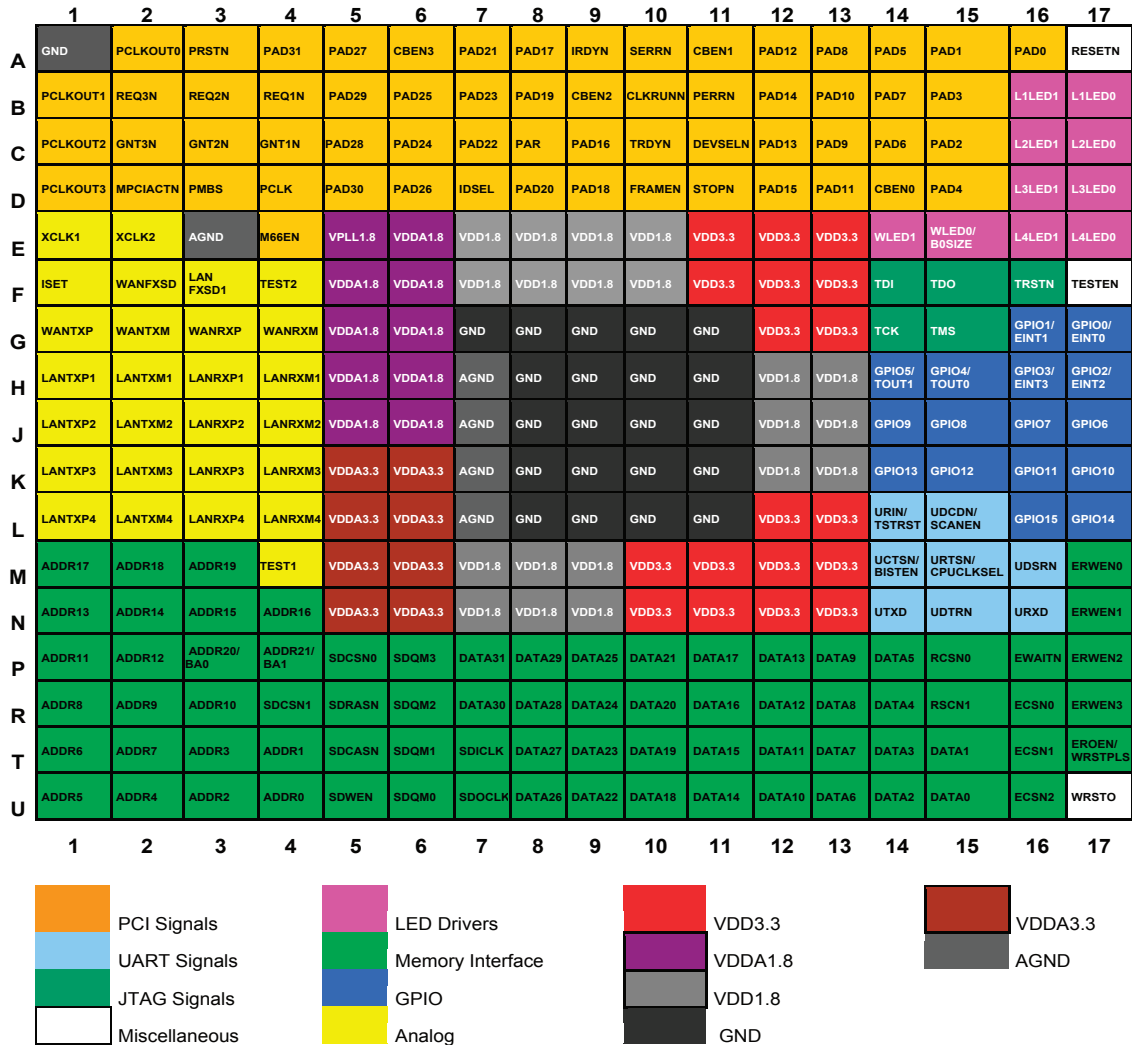 1 2 3 4 5 6 7 8 9 10 11 12 13 14 15 16 17
A GND PCLKOUT0 PRSTN PAD31 PAD27 CBEN3 PAD21 PAD17 IRDYN SERRN CBEN1 PAD12 PAD8 PAD5 PAD1 PAD0 RESETN
B PCLKOUT1 REQ3N REQ2N REQ1N PAD29 PAD25 PAD23 PAD19 CBEN2 CLKRUNN PERRN PAD14 PAD10 PAD7 PAD3 L1LED1 L1LED0
C PCLKOUT2 GNT3N GNT2N GNT1N PAD28 PAD24 PAD22 PAR PAD16 TRDYN DEVSELN PAD13 PAD9 PAD6 PAD2 L2LED1 L2LED0
D PCLKOUT3 MPCIACTN PMBS PCLK PAD30 PAD26 IDSEL PAD20 PAD18 FRAMEN STOPN PAD15 PAD11 CBEN0 PAD4 L3LED1 L3LED0
E XCLK1 XCLK2 AGND M66EN VPLL1.8 VDDA1.8 VDD1.8 VDD1.8 VDD1.8 VDD1.8 VDD3.3 VDD3.3 VDD3.3 WLED1 WLED0/ B0SIZE L4LED1 L4LED0
F ISET WANFXSD LAN FXSD1 TEST2 VDDA1.8 VDDA1.8 VDD1.8 VDD1.8 VDD1.8 VDD1.8 VDD3.3 VDD3.3 VDD3.3 TDI TDO TRSTN TESTEN
G WANTXP WANTXM WANRXP WANRXM VDDA1.8 VDDA1.8 GND GND GND GND GND VDD3.3 VDD3.3 TCK TMS GPIO1/ EINT1 GPIO0/ EINT0
H LANTXP1 LANTXM1 LANRXP1 LANRXM1 VDDA1.8 VDDA1.8 AGND GND GND GND GND VDD1.8 VDD1.8 GPIO5/ TOUT1 GPIO4/ TOUT0 GPIO3/ EINT3 GPIO2/ EINT2
J LANTXP2 LANTXM2 LANRXP2 LANRXM2 VDDA1.8 VDDA1.8 AGND GND GND GND GND VDD1.8 VDD1.8 GPIO9 GPIO8 GPIO7 GPIO6
K LANTXP3 LANTXM3 LANRXP3 LANRXM3 VDDA3.3 VDDA3.3 AGND GND GND GND GND VDD1.8 VDD1.8 GPIO13 GPIO12 GPIO11 GPIO10
L LANTXP4 LANTXM4 LANRXP4 LANRXM4 VDDA3.3 VDDA3.3 AGND GND GND GND GND VDD3.3 VDD3.3 URIN/ TSTRST UDCDN/ SCANEN GPIO15 GPIO14
M ADDR17 ADDR18 ADDR19 TEST1 VDDA3.3 VDDA3.3 VDD1.8 VDD1.8 VDD1.8 VDD3.3 VDD3.3 VDD3.3 VDD3.3 UCTSN/ BISTEN URTSN/ CPUCLKSEL UDSRN ERWEN0
N ADDR13 ADDR14 ADDR15 ADDR16 VDDA3.3 VDDA3.3 VDD1.8 VDD1.8 VDD1.8 VDD3.3 VDD3.3 VDD3.3 VDD3.3 UTXD UDTRN URXD ERWEN1
P ADDR11 ADDR12 ADDR20/ BA0 ADDR21/ BA1 SDCSN0 SDQM3 DATA31 DATA29 DATA25 DATA21 DATA17 DATA13 DATA9 DATA5 RCSN0 EWAITN ERWEN2
R ADDR8 ADDR9 ADDR10 SDCSN1 SDRASN SDQM2 DATA30 DATA28 DATA24 DATA20 DATA16 DATA12 DATA8 DATA4 RSCN1 ECSN0 ERWEN3
T ADDR6 ADDR7 ADDR3 ADDR1 SDCASN SDQM1 SDICLK DATA27 DATA23 DATA19 DATA15 DATA11 DATA7 DATA3 DATA1 ECSN1 EROEN/ WRSTPLS
U ADDR5 ADDR4 ADDR2 ADDR0 SDWEN SDQM0 SDOCLK DATA26 DATA22 DATA18 DATA14 DATA10 DATA6 DATA2 DATA0 ECSN2 WRSTO
1 2 3 4 5 6 7 8 9 10 11 12 13 14 15 16 17
PCI Signals LED Drivers VDD3.3 VDDA3.3
UART Signals Memory Interface VDDA1.8 AGND
JTAG Signals GPIO VDD1.8
Miscellaneous Analog GND